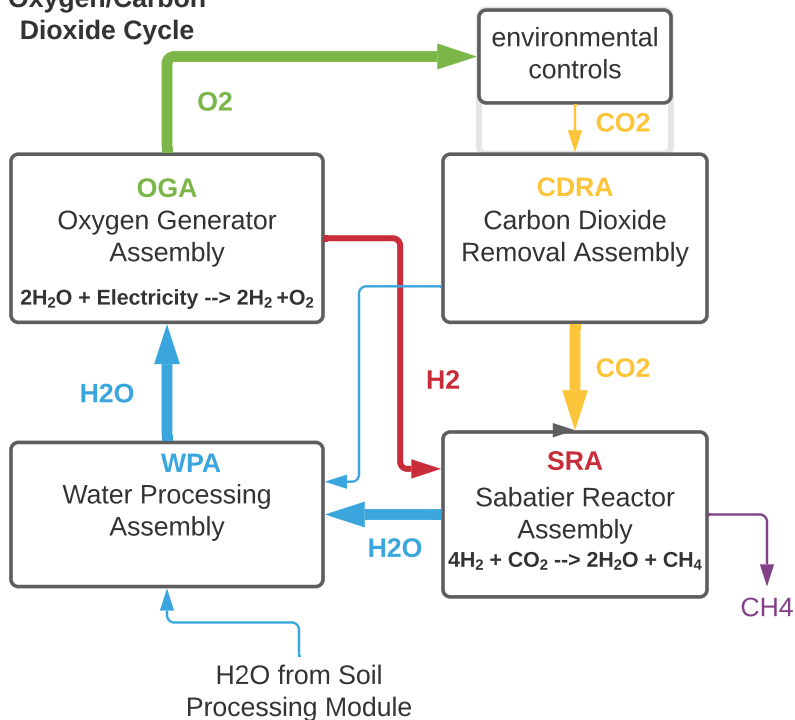 Oxygen/Carbon
Dioxide Cycle
environmental
controls
O2
CO2
OGA
Oxygen Generator
Assembly
2H₂O + Electricity --> 2H₂ +O₂
CDRA
Carbon Dioxide
Removal Assembly
H2O
H2
CO2
WPA
Water Processing
Assembly
SRA
Sabatier Reactor
Assembly
4H₂ + CO₂ --> 2H₂O + CH₄
H2O
CH4
H2O from Soil
Processing Module